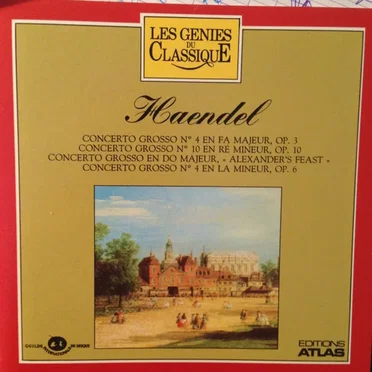 LES GENIES
DU
CLASSIQUE
Haendel
CONCERTO GROSSO N° 4 EN FA MAJEUR, OP. 3
CONCERTO GROSSO N° 10 EN RÉ MINEUR, OP. 10
CONCERTO GROSSO EN DO MAJEUR, « ALEXANDER'S FEAST »
CONCERTO GROSSO N° 4 EN LA MINEUR, OP. 6
EDITIONS
ATLAS